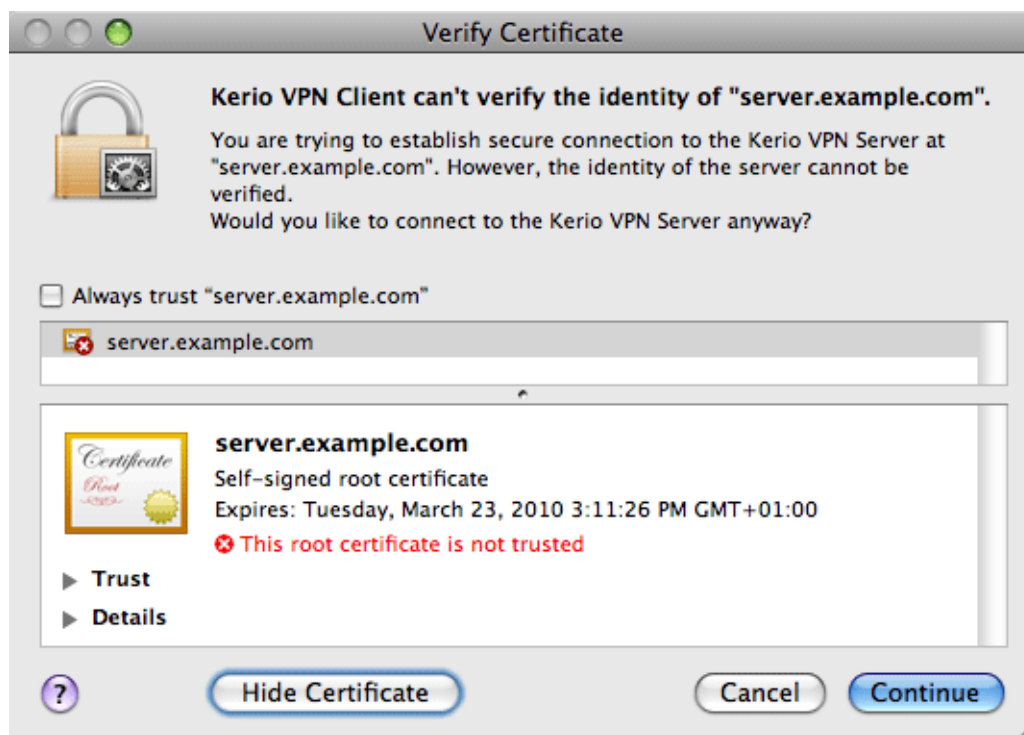 Verify Certificate
Kerio VPN Client can't verify the identity of "server.example.com".
You are trying to establish secure connection to the Kerio VPN Server at
"server.example.com". However, the identity of the server cannot be
verified.
Would you like to connect to the Kerio VPN Server anyway?
Always trust “server.example.com”
server.example.com
Certificate
Root
server.example.com
Self-signed root certificate
Expires: Tuesday, March 23, 2010 3:11:26 PM GMT+01:00
This root certificate is not trusted
Trust
Details
?
Hide Certificate
Cancel
Continue